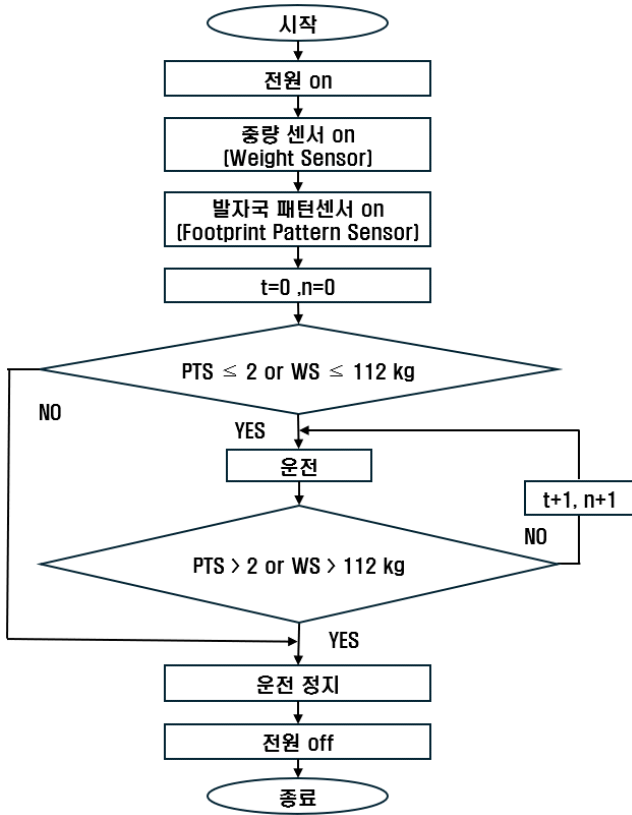 시작
전원 on
중량 센서 on
(Weight Sensor)
발자국 패턴센서 on
(Footprint Pattern Sensor)
t=0 ,n=0
PTS ≤ 2 or WS ≤ 112 kg
NO
YES
운전
t+1, n+1
NO
PTS > 2 or WS > 112 kg
YES
운전 정지
전원 off
종료